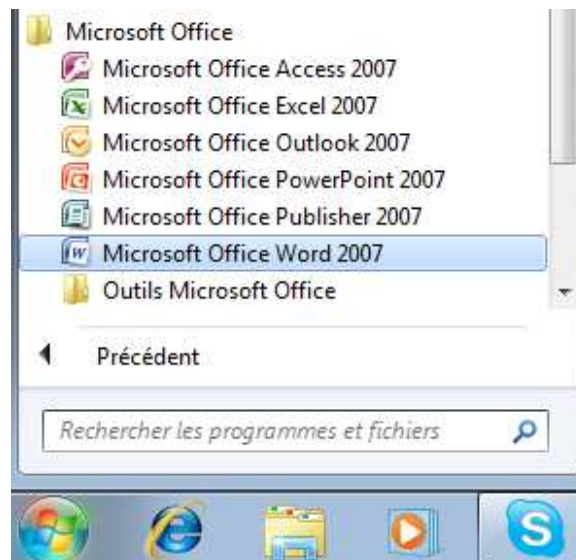 Microsoft Office
Microsoft Office Access 2007
Microsoft Office Excel 2007
Microsoft Office Outlook 2007
Microsoft Office PowerPoint 2007
Microsoft Office Publisher 2007
Microsoft Office Word 2007
Outils Microsoft Office
Précédent
Rechercher les programmes et fichiers